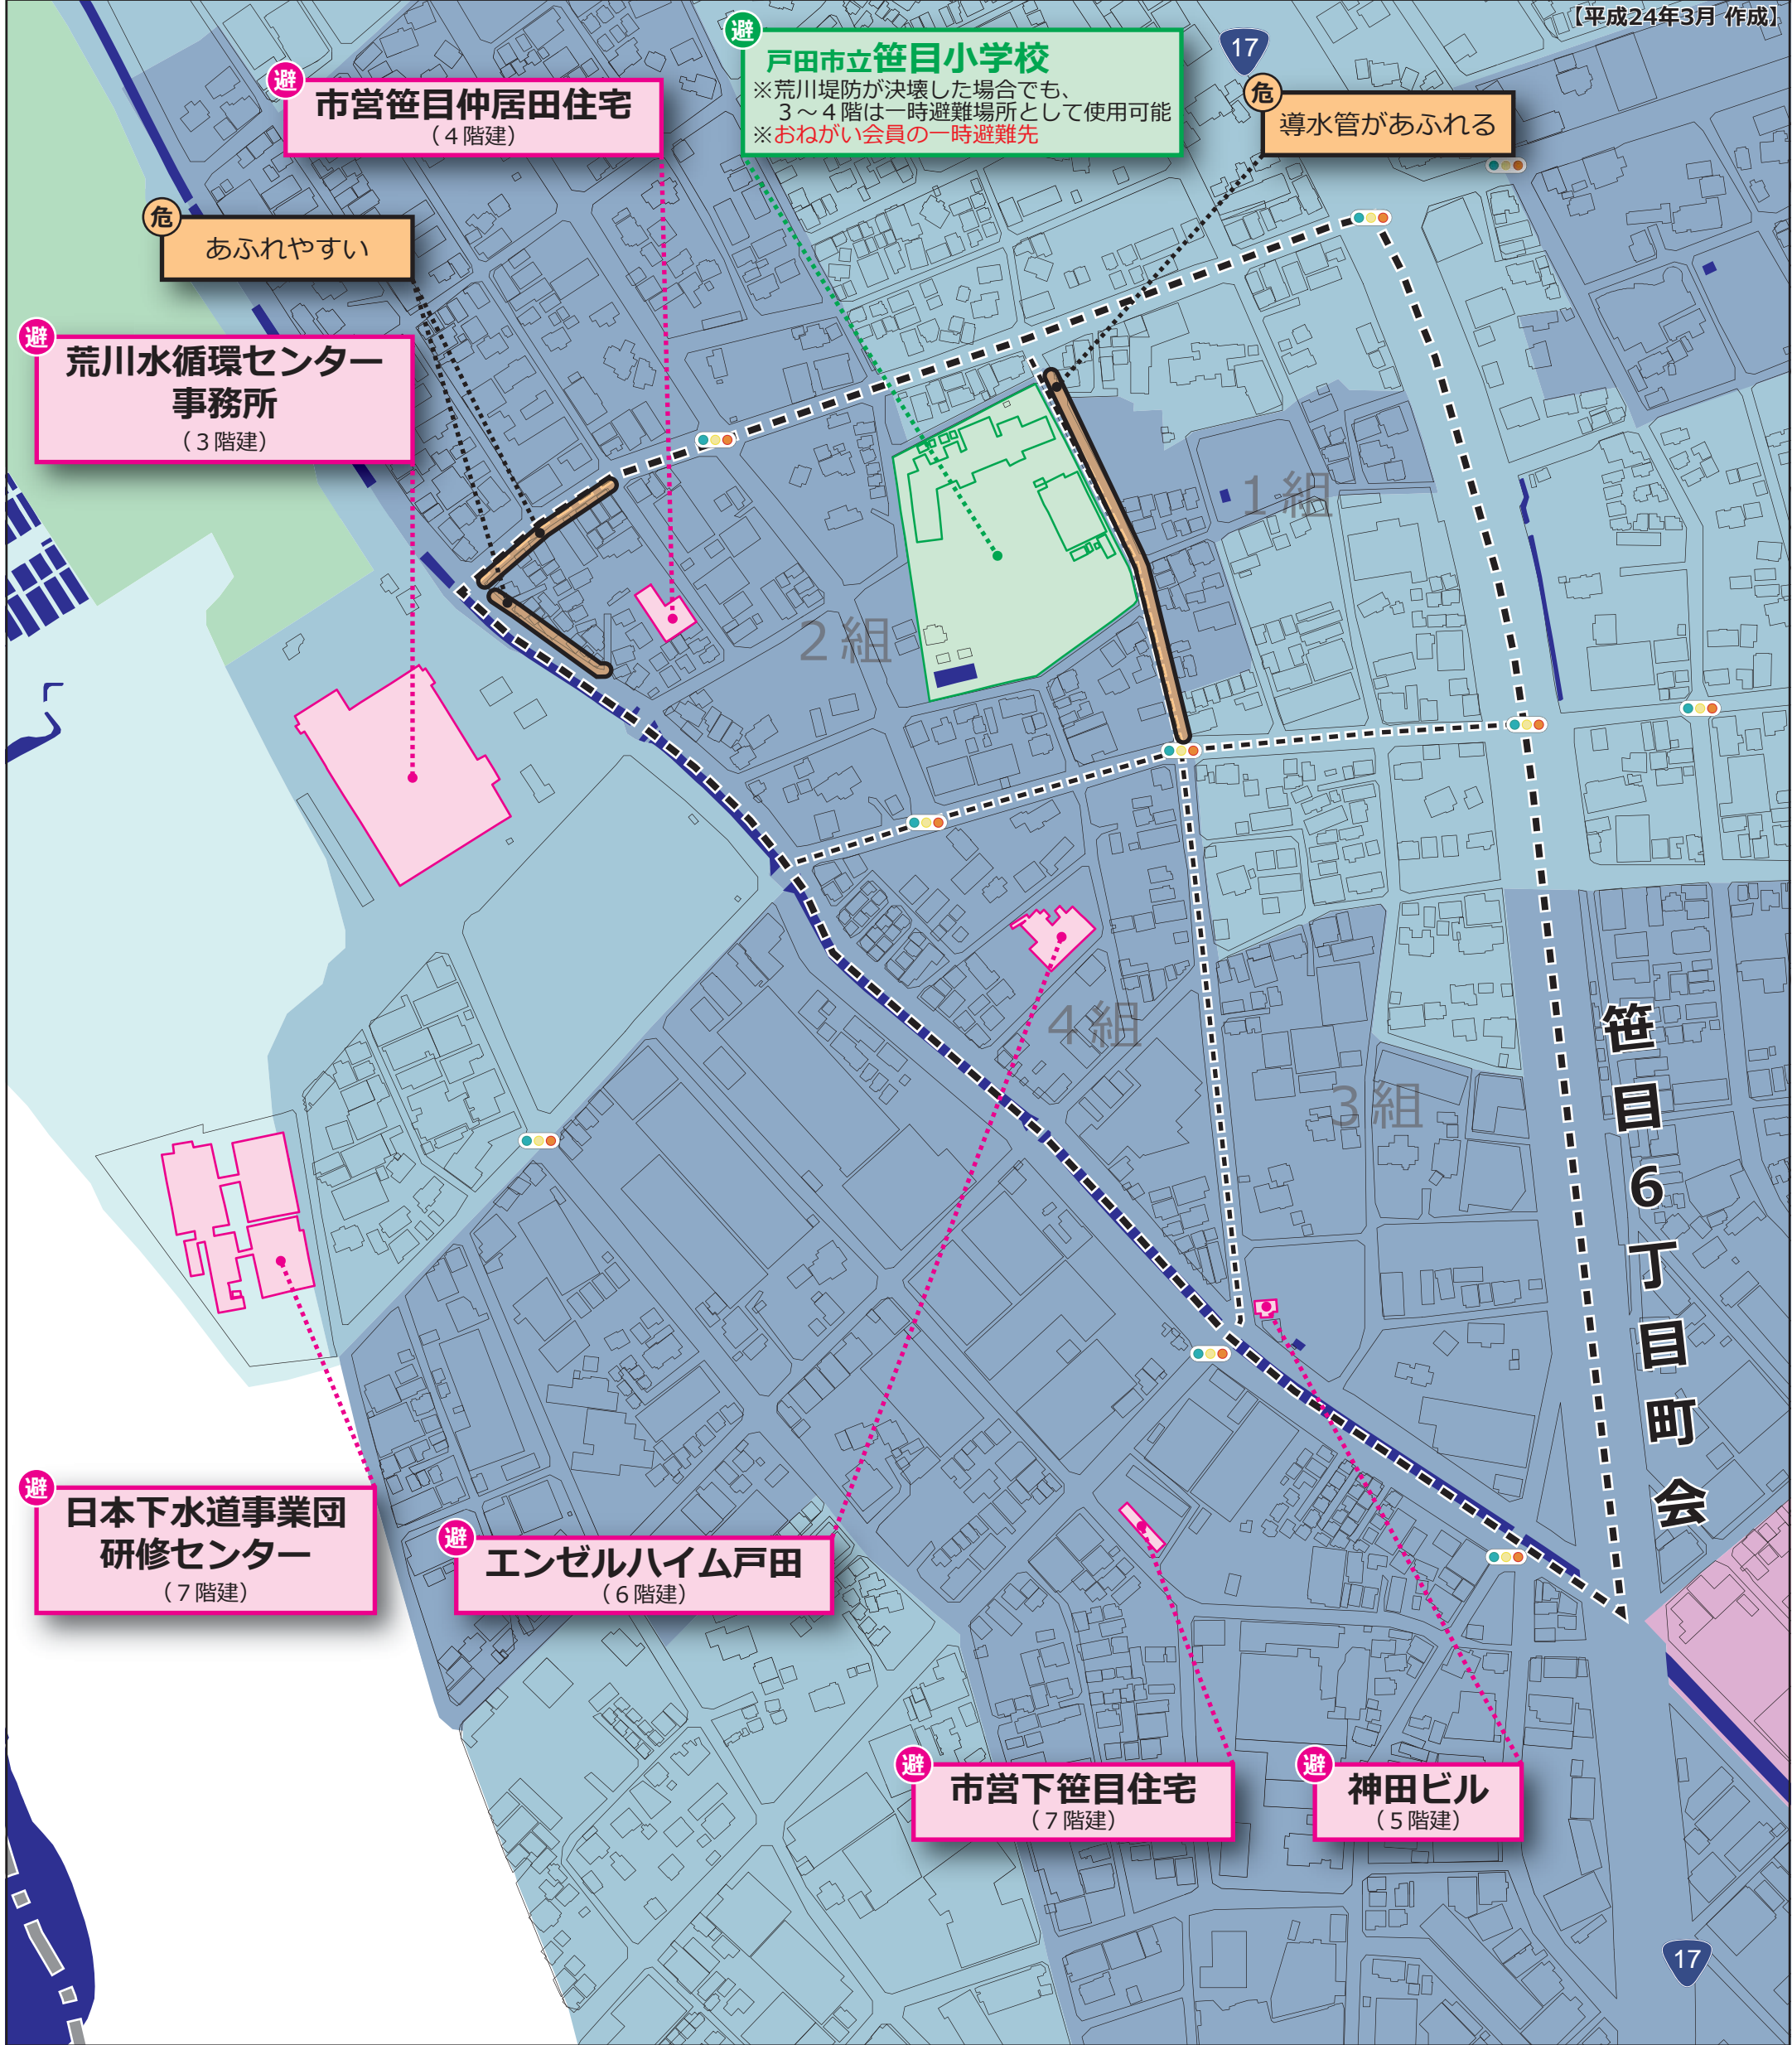 【平成24年3月 作成】
17
避
戸田市立笹目小学校
※荒川堤防が決壊した場合でも、
3～4階は一時避難場所として使用可能
※おねがい会員の一時避難先
避
市営笹目仲居田住宅
（4階建）
危
導水管があふれる
危
あふれやすい
避
荒川水循環センター
事務所
（3階建）
1組
2組
4組
3組
笹目6丁目町会
避
日本下水道事業団
研修センター
（7階建）
避
エンゼルハイム戸田
（6階建）
避
市営下笹目住宅
（7階建）
避
神田ビル
（5階建）
17